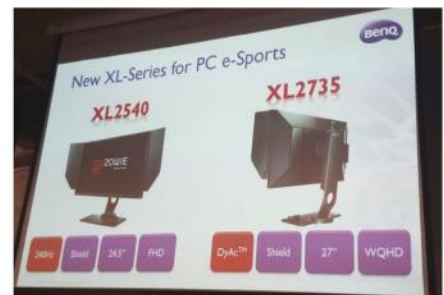 BenQ
New XL-Series for PC e-Sports
XL2540
XL2735
ZOWIE
240Hz Shield 24.5" FHD
DyAc™ Shield 27" WQHD